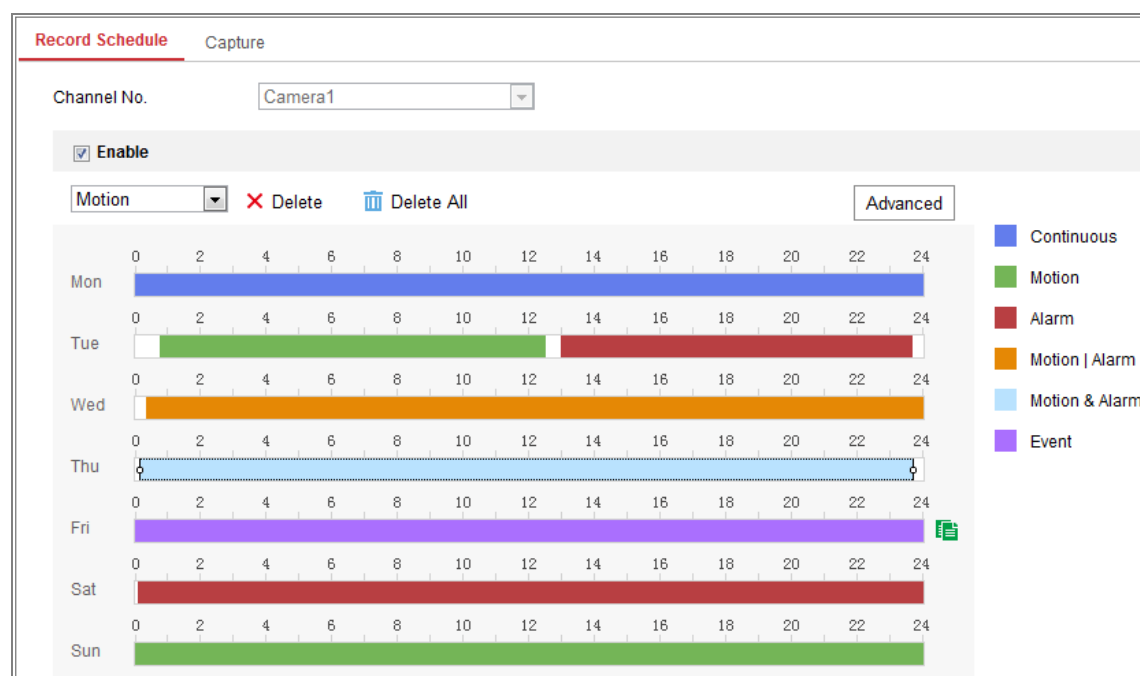 Record Schedule Capture
Channel No. Camera1
Enable
Motion Delete Delete All Advanced
Continuous
0 2 4 6 8 10 12 14 16 18 20 22 24
Mon
Motion
0 2 4 6 8 10 12 14 16 18 20 22 24
Alarm
Tue
Motion | Alarm
0 2 4 6 8 10 12 14 16 18 20 22 24
Wed
Motion & Alarm
0 2 4 6 8 10 12 14 16 18 20 22 24
Event
Thu
0 2 4 6 8 10 12 14 16 18 20 22 24
Fri
0 2 4 6 8 10 12 14 16 18 20 22 24
Sat
0 2 4 6 8 10 12 14 16 18 20 22 24
Sun